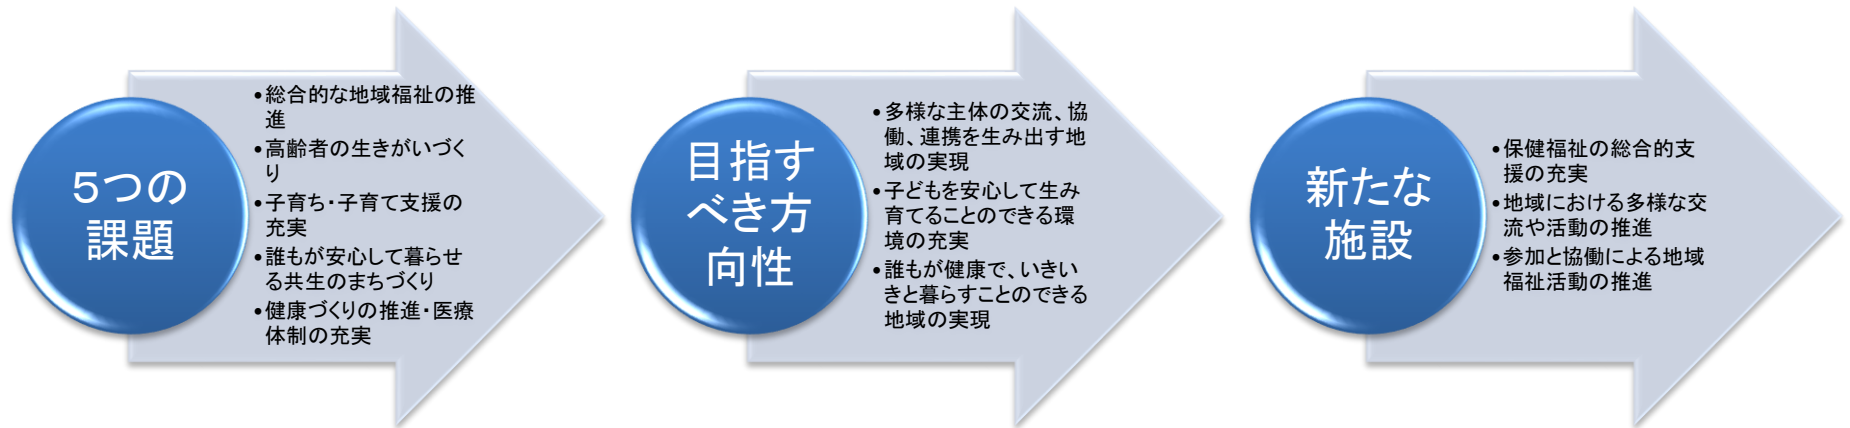 5つの
課題
•総合的な地域福祉の推
進
•高齢者の生きがいづく
り
•子育ち・子育て支援の
充実
•誰もが安心して暮らせ
る共生のまちづくり
•健康づくりの推進・医療
体制の充実
目指す
べき方
向性
•多様な主体の交流、協
働、連携を生み出す地
域の実現
•子どもを安心して生み
育てることのできる環
境の充実
•誰もが健康で、いきい
きと暮らすことのできる
地域の実現
新たな
施設
•保健福祉の総合的支
援の充実
•地域における多様な交
流や活動の推進
•参加と協働による地域
福祉活動の推進